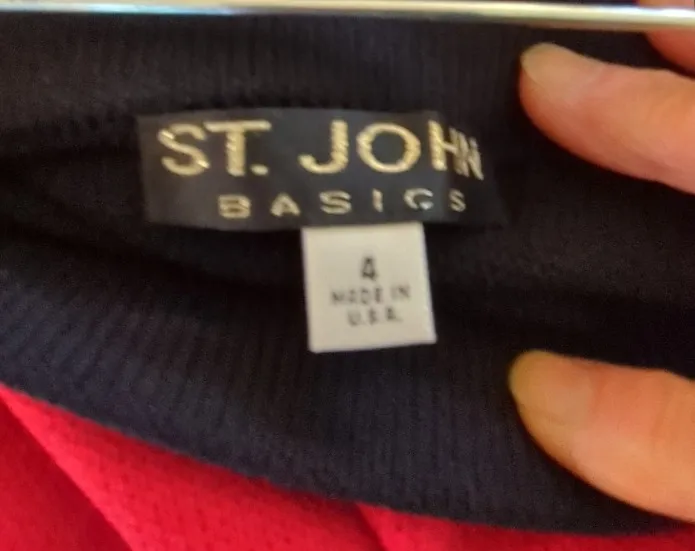 ST. JOHN
BASICS
4
MADE IN
U.S.A.